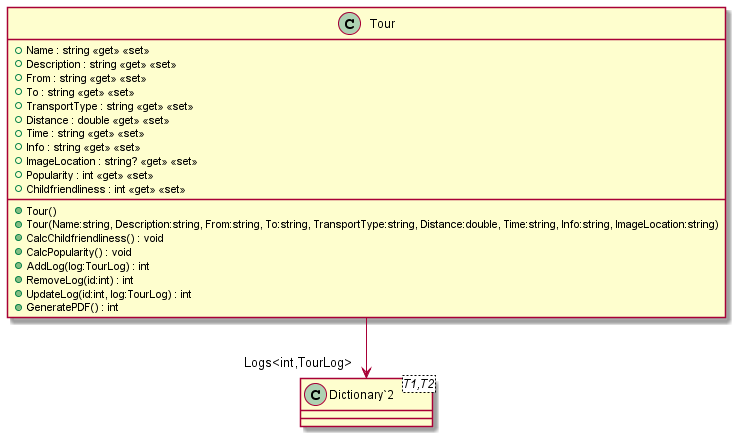 C Tour
Name : string «get» «set»
Description : string «get» «set»
From : string «get» «set»
To : string «get» «set»
TransportType : string «get» «set»
Distance : double «get» «set»
Time : string «get» «set»
Info : string «get» «set»
ImageLocation : string? «get» «set»
Popularity : int «get» «set»
Childfriendliness : int «get» «set»
Tour()
Tour(Name:string, Description:string, From:string, To:string, TransportType:string, Distance:double, Time:string, Info:string, ImageLocation:string)
CalcChildfriendliness() : void
CalcPopularity() : void
AddLog(log:TourLog) : int
RemoveLog(id:int) : int
UpdateLog(id:int, log:TourLog) : int
GeneratePDF() : int
Logs<int,TourLog>
T1,T2
C Dictionary`2